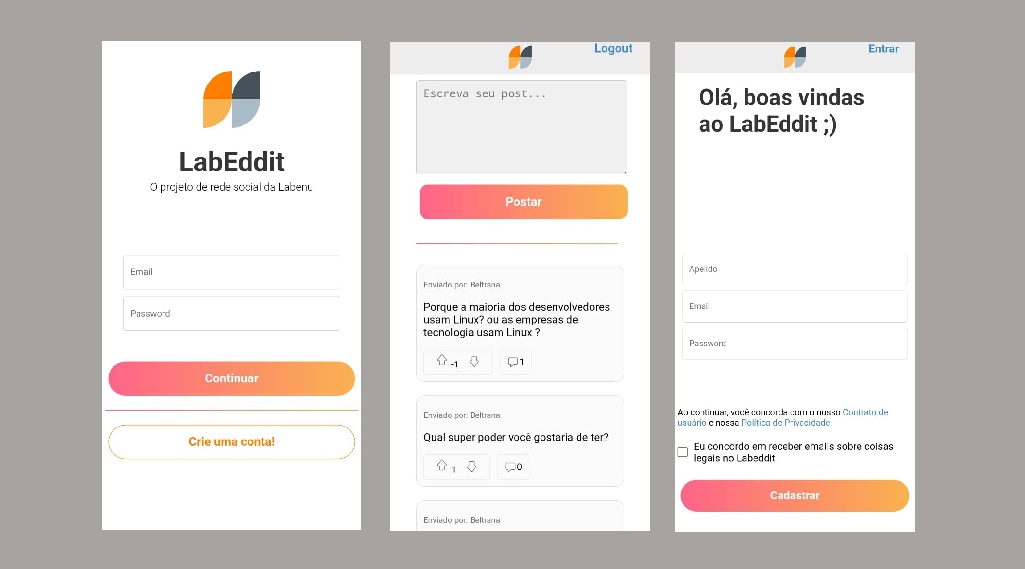 LabEddit
O projeto de rede social da Labenu
Email
Password
Continuar
Crie uma conta!
Logout
Escreva seu post...
Postar
Enviado por: Beltrana
Porque a maioria dos desenvolvedores
usam Linux? ou as empresas de
tecnologia usam Linux ?
-1
1
Enviado por: Beltrana
Qual super poder você gostaria de ter?
1
0
Enviado por: Beltrana
Entrar
Olá, boas vindas
ao LabEddit ;)
Apelido
Email
Password
Ao continuar, você concorda com o nosso Contrato de
usuário e nossa Política de Privacidade
Eu concordo em receber emails sobre coisas
legais no Labeddit
Cadastrar